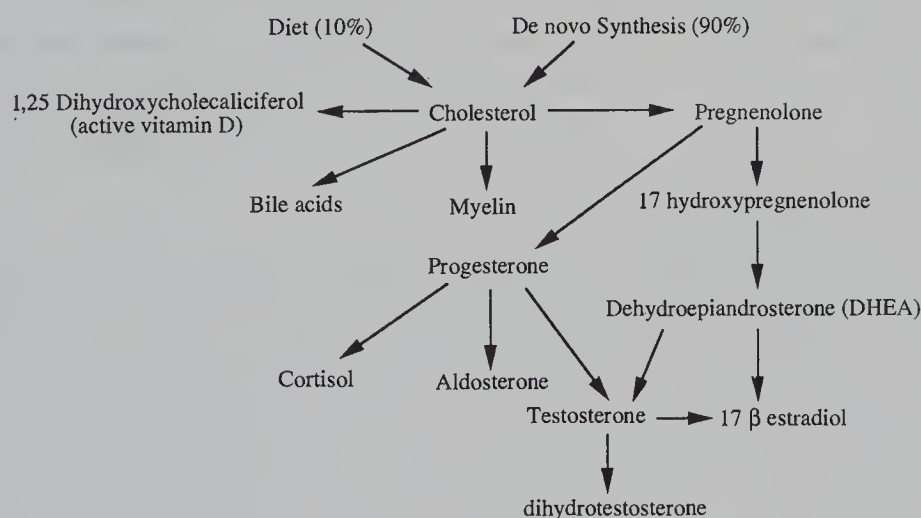 Diet (10%)
De novo Synthesis (90%)
1,25 Dihydroxycholecaliciferol
(active vitamin D)
Cholesterol
Pregnenolone
Bile acids
Myelin
17 hydroxypregnenolone
Progesterone
Dehydroepiandrosterone (DHEA)
Cortisol
Aldosterone
Testosterone
17 β estradiol
dihydrotestosterone